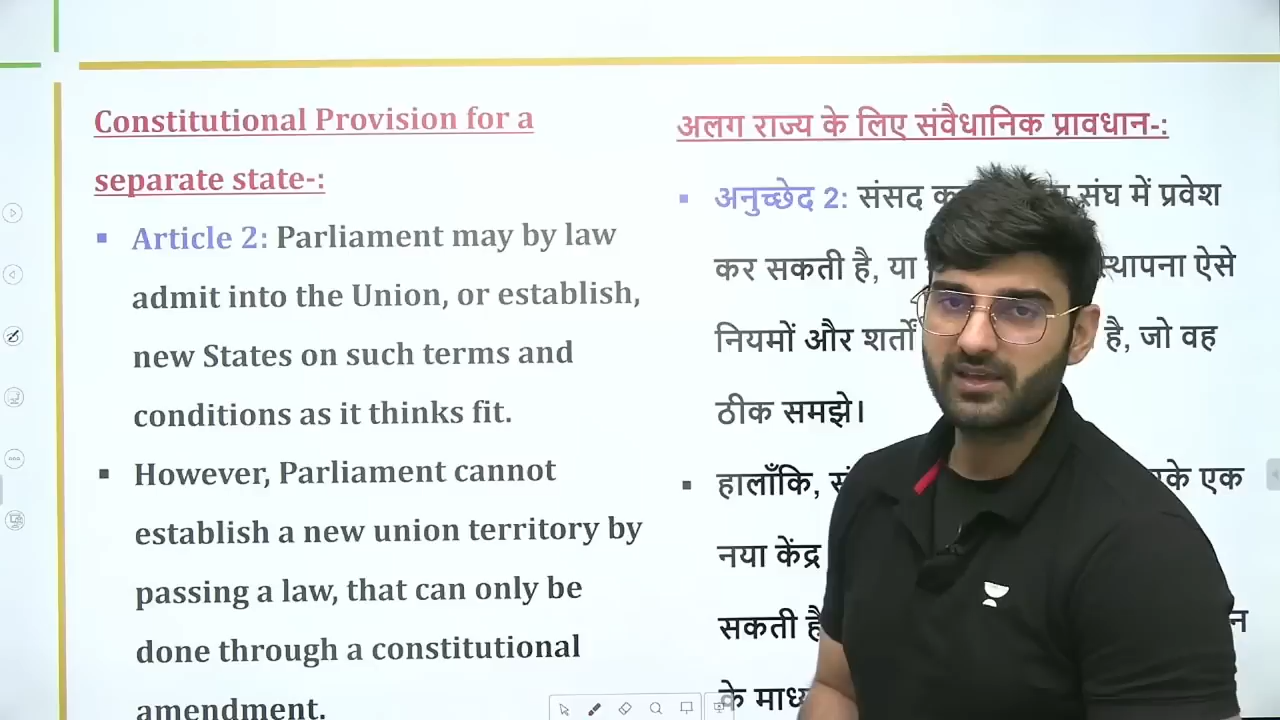 Constitutional Provision for a
separate state-:
▪ Article 2: Parliament may by law
admit into the Union, or establish,
new States on such terms and
conditions as it thinks fit.
▪ However, Parliament cannot
establish a new union territory by
passing a law, that can only be
done through a constitutional
amendment.
अलग राज्य के लिए संवैधानिक प्रावधान-:
▪ अनुच्छेद 2: संसद संघ में प्रवेश
कर सकती है, या ऐसे
नियमों और शर्तों है, जो वह
ठीक समझे।
▪ हालाँकि, एक
नया केंद्र
सकती
के